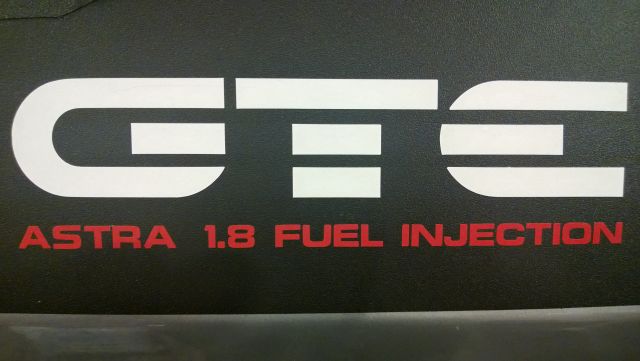 GTE
ASTRA 1.8 FUEL INJECTION